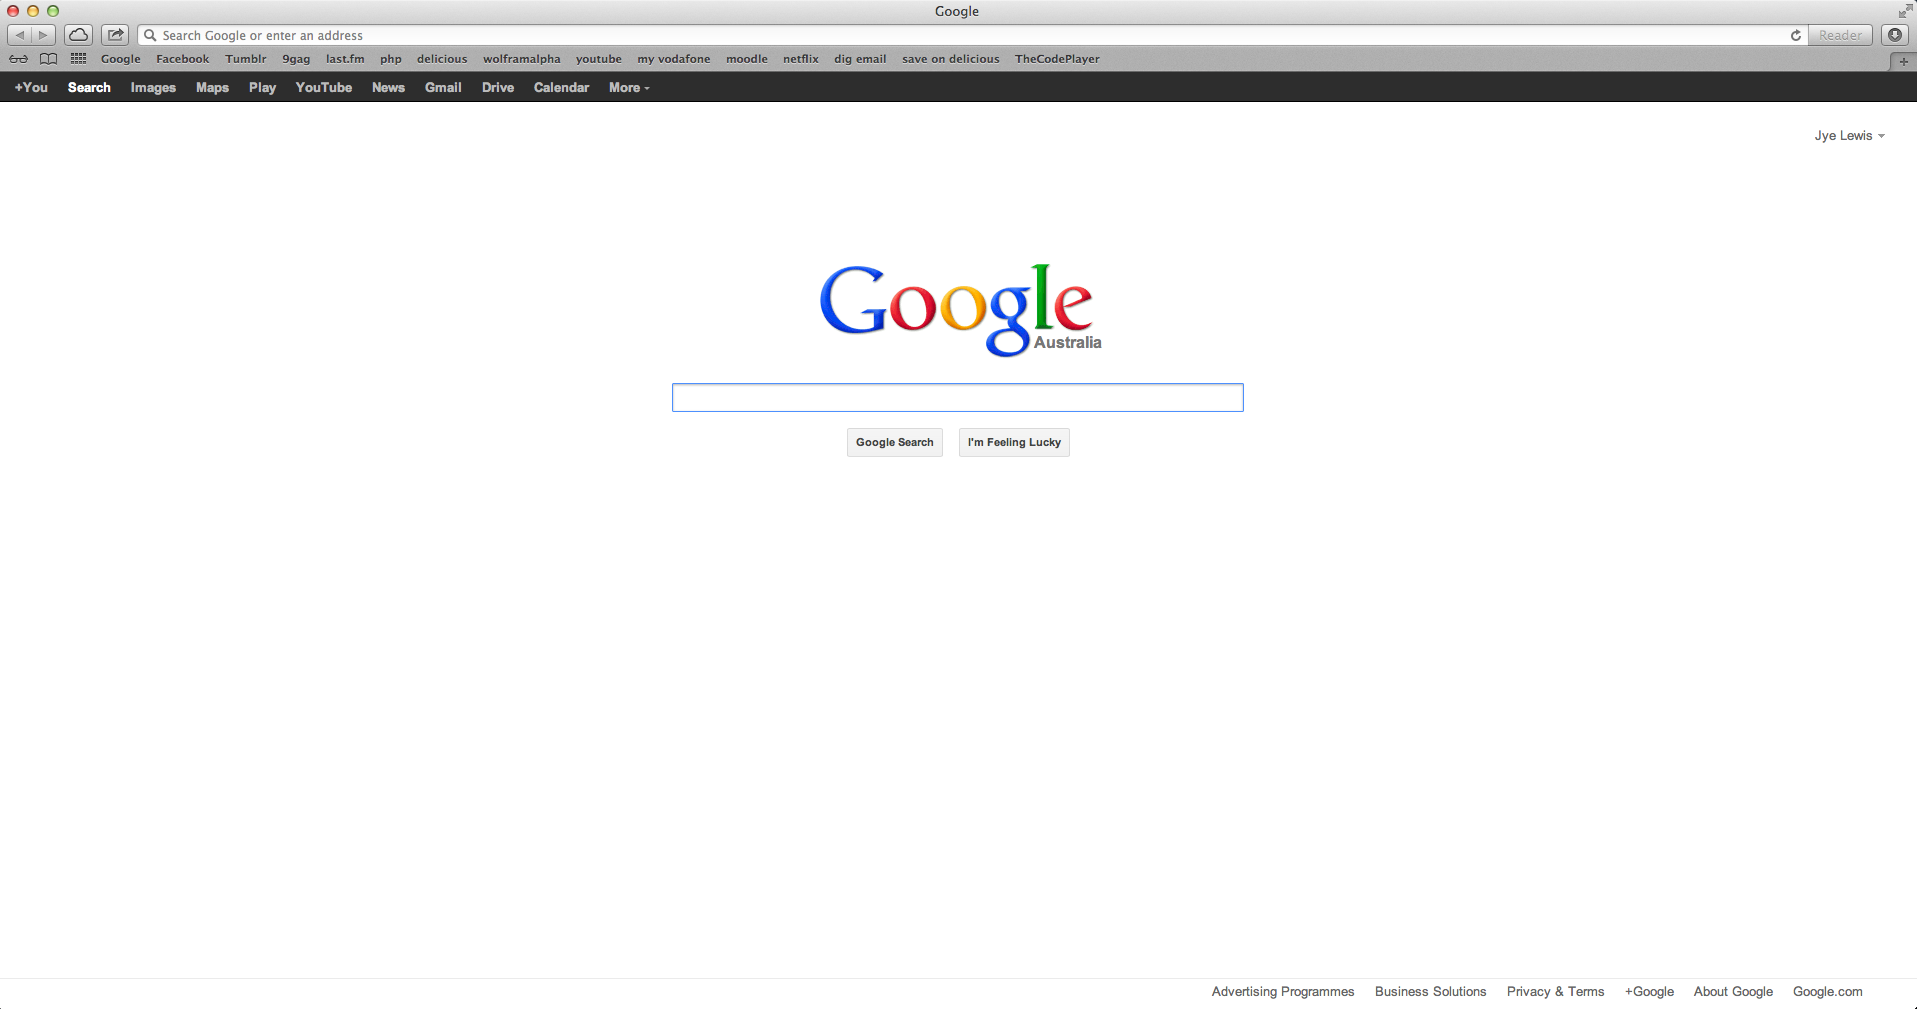 Google
Search Google or enter an address
Reader
Google Facebook Tumblr 9gag last.fm php delicious wolframalpha youtube my vodafone moodle netflix dig email save on delicious TheCodePlayer
+You Search Images Maps Play YouTube News Gmail Drive Calendar More
Jye Lewis
Google
Australia
Google Search I'm Feeling Lucky
Advertising Programmes Business Solutions Privacy & Terms +Google About Google Google.com